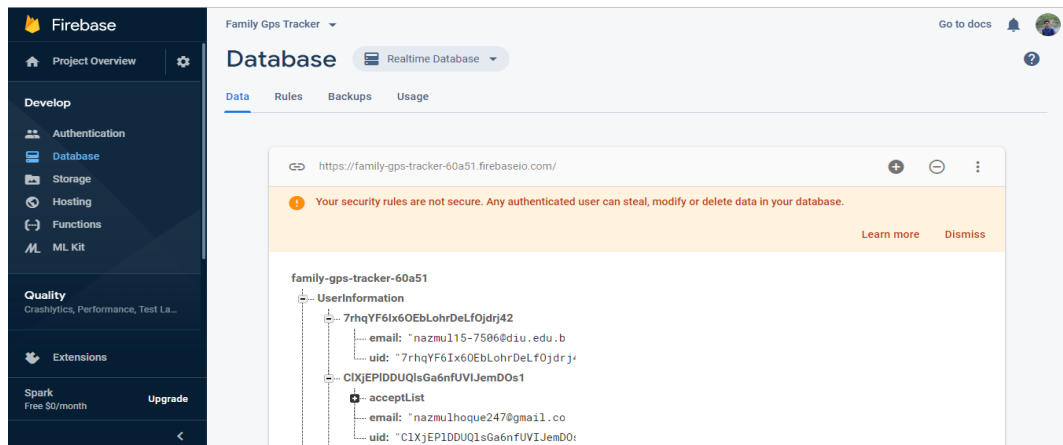 Firebase
Project Overview
Develop
Authentication
Database
Storage
Hosting
Functions
ML Kit
Quality
Crashlytics, Performance, Test La...
Extensions
Spark
Free $0/month
Upgrade
Family Gps Tracker
Go to docs
Database
Realtime Database
Data Rules Backups Usage
https://family-gps-tracker-60a51.firebaseio.com/
Your security rules are not secure. Any authenticated user can steal, modify or delete data in your database.
Learn more Dismiss
family-gps-tracker-60a51
UserInformation
7rhqYF6Ix6OEbLohrDeLfOjdrj42
email: "nazmul15-7506@diu.edu.b
uid: "7rhqYF6Ix6OEbLohrDeLfOjdrj4
ClXjEPlDDUQlsGa6nfUVIJemDOs1
acceptList
email: "nazmulhoque247@gmail.co
uid: "ClXjEPlDDUQlsGa6nfUVIJemDOs